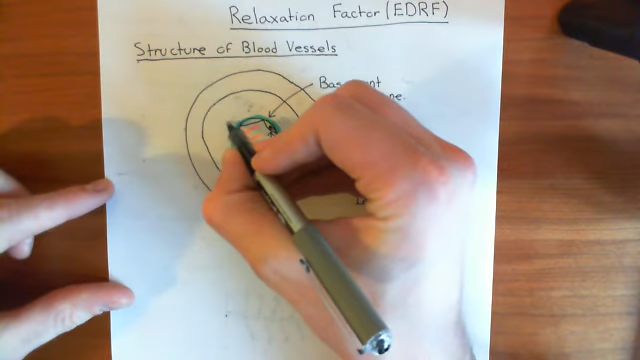 Relaxation Factor (EDRF)
Structure of Blood Vessels